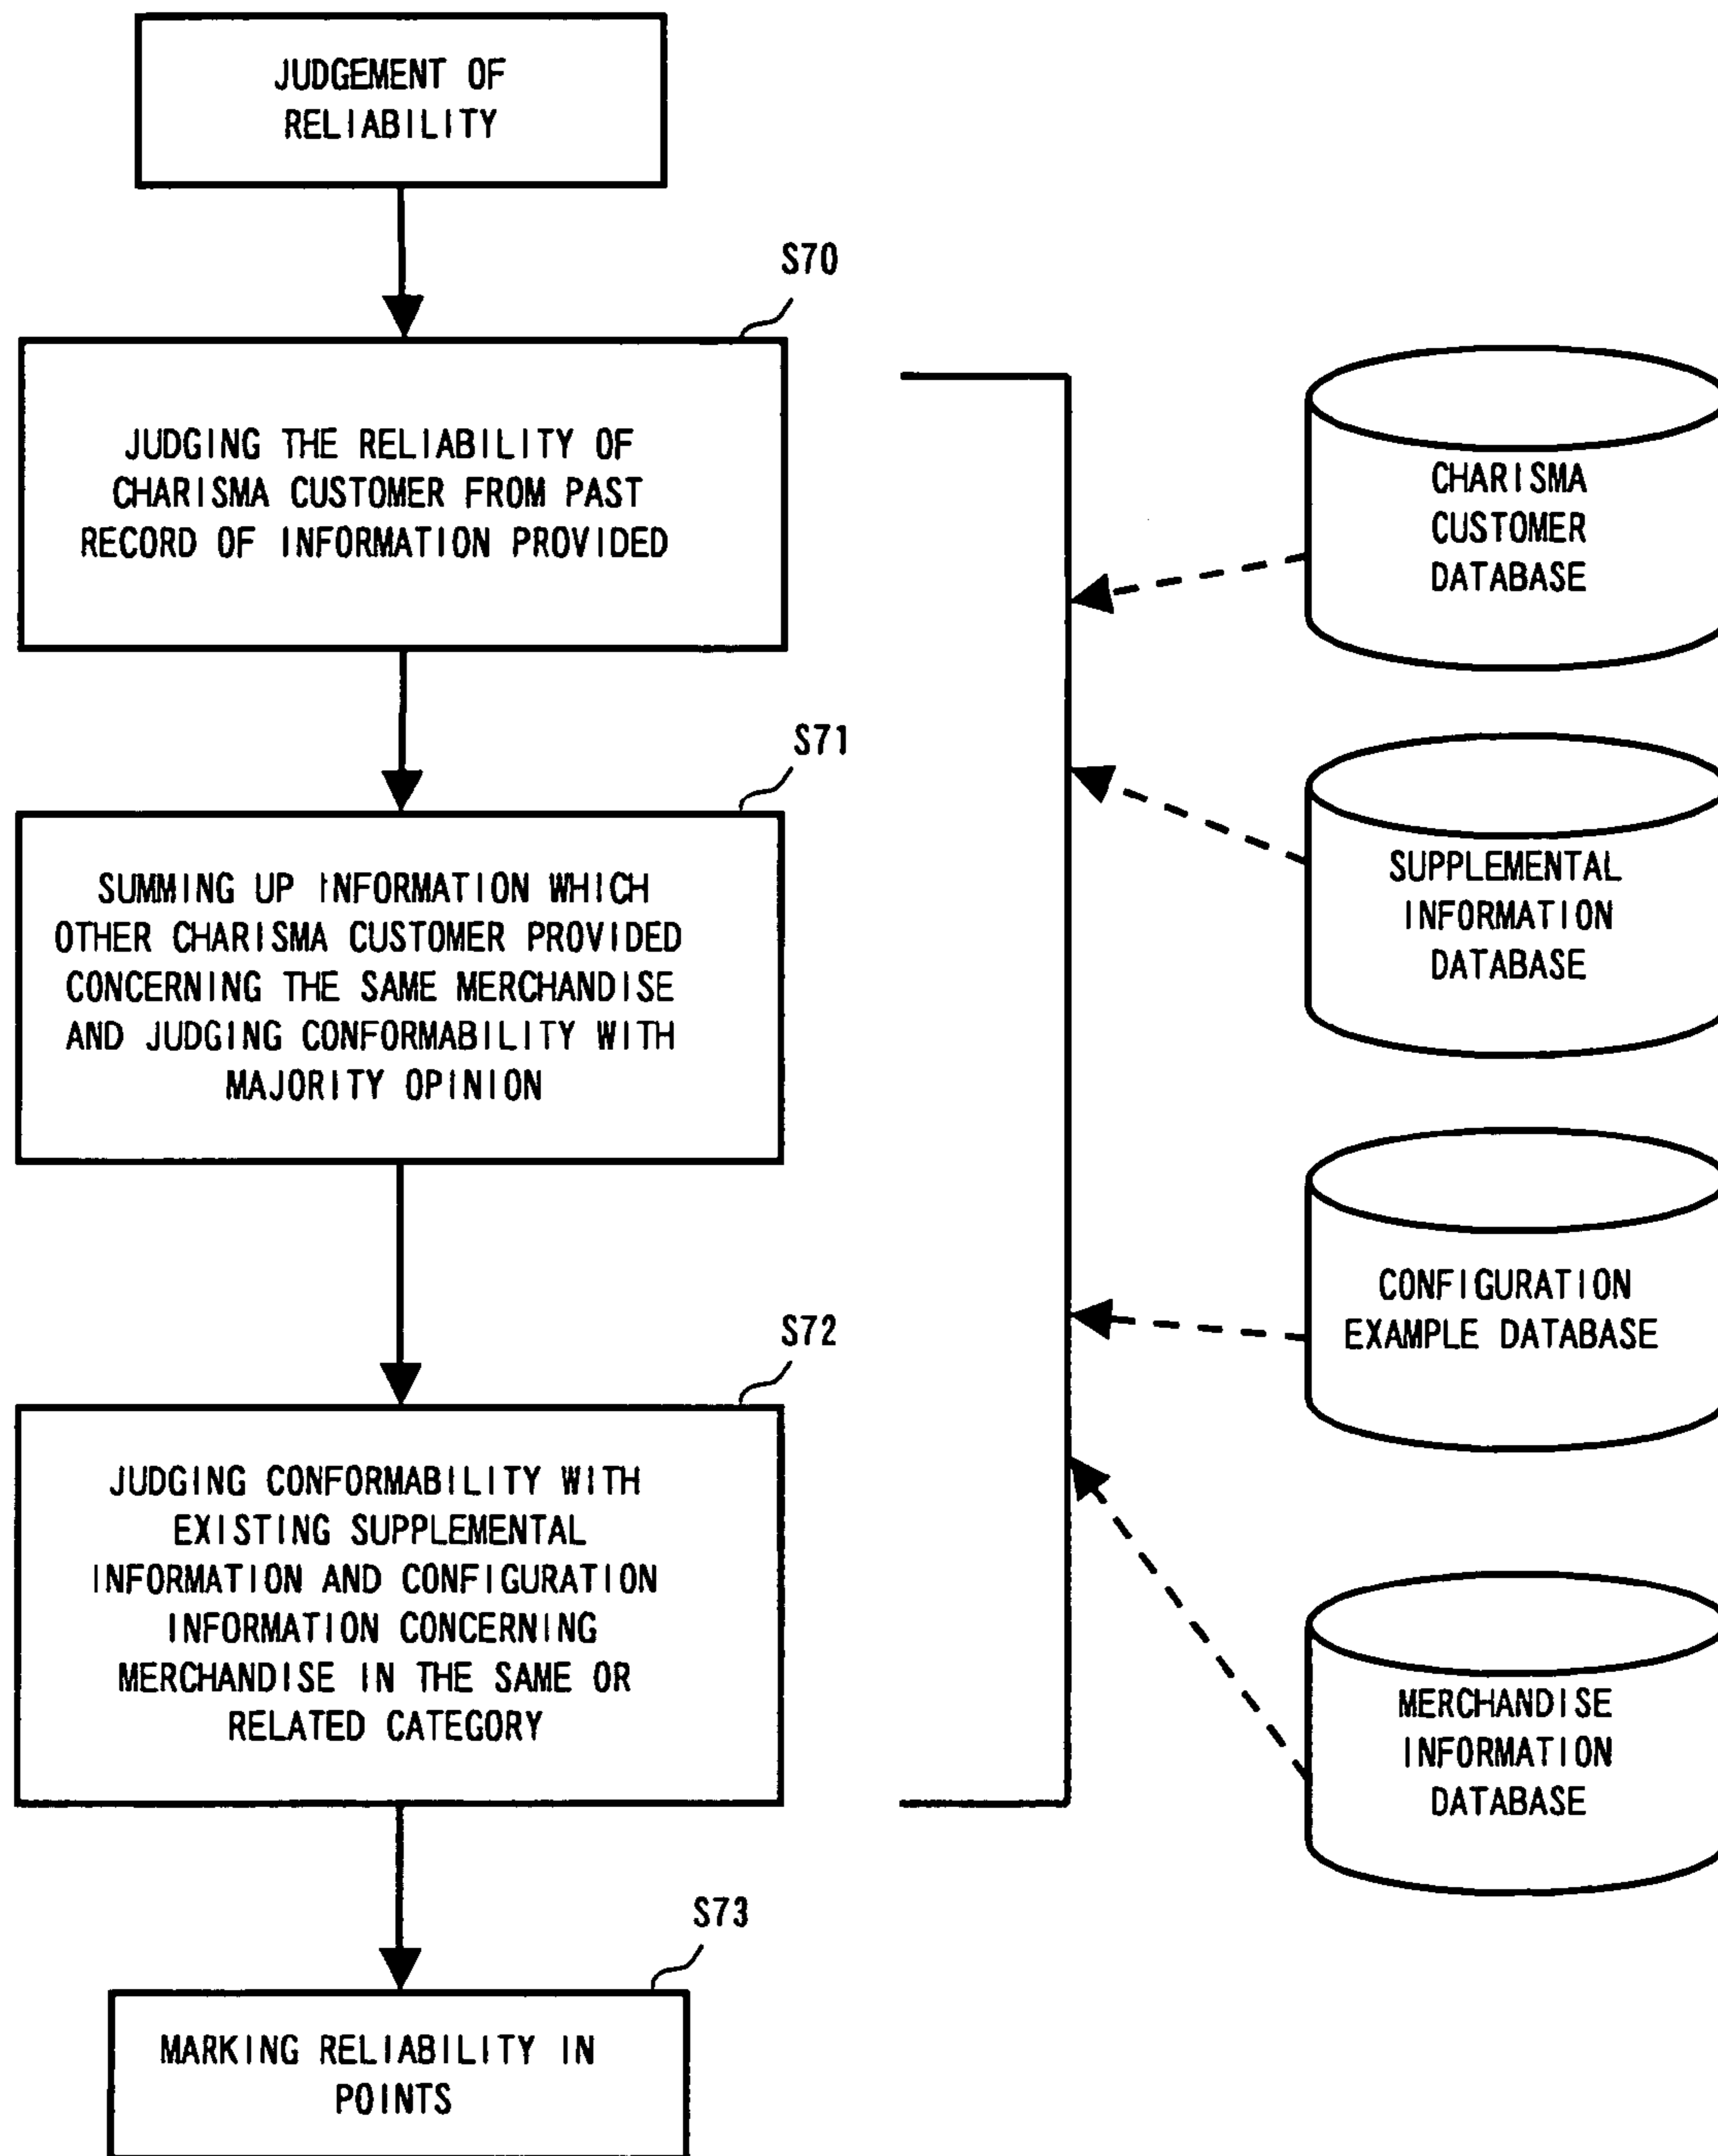 JUDGEMENT OF
RELIABILITY
S70
JUDGING THE RELIABILITY OF
CHARISMA CUSTOMER FROM PAST
RECORD OF INFORMATION PROVIDED
S71
SUMMING UP INFORMATION WHICH
OTHER CHARISMA CUSTOMER PROVIDED
CONCERNING THE SAME MERCHANDISE
AND JUDGING CONFORMABILITY WITH
MAJORITY OPINION
S72
JUDGING CONFORMABILITY WITH
EXISTING SUPPLEMENTAL
INFORMATION AND CONFIGURATION
INFORMATION CONCERNING
MERCHANDISE IN THE SAME OR
RELATED CATEGORY
S73
MARKING RELIABILITY IN
POINTS
CHARISMA
CUSTOMER
DATABASE
SUPPLEMENTAL
INFORMATION
DATABASE
CONFIGURATION
EXAMPLE DATABASE
MERCHANDISE
INFORMATION
DATABASE